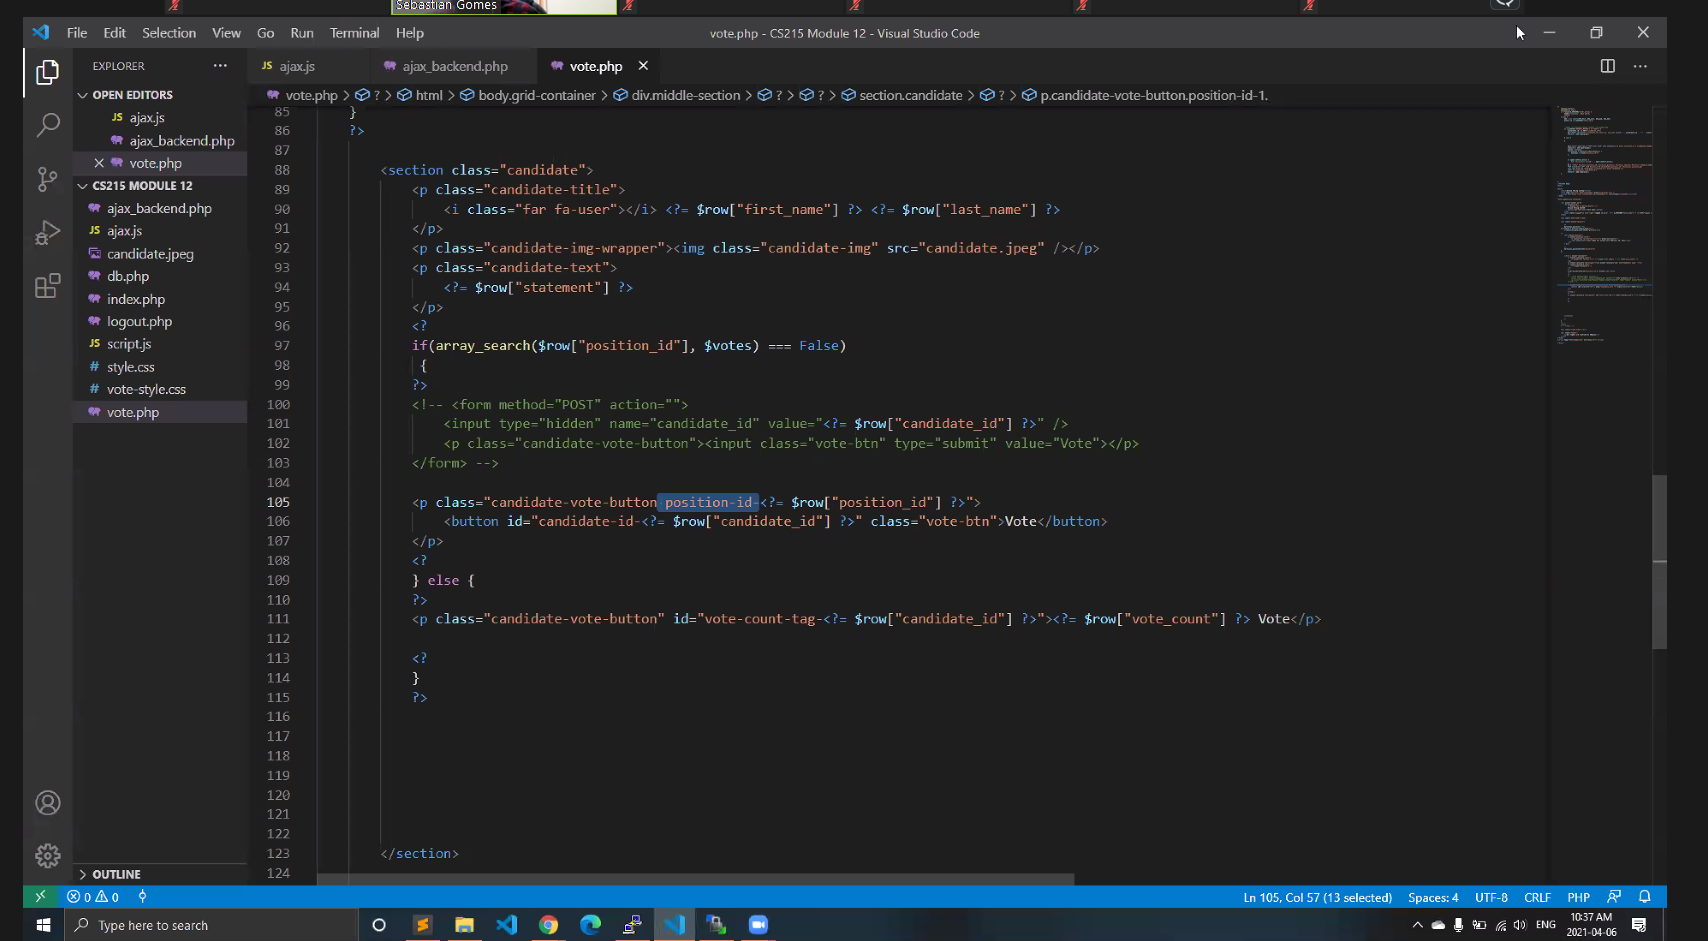 Sebastian Gomes
File Edit Selection View Go Run Terminal Help
vote.php - CS215 Module 12 - Visual Studio Code
EXPLORER ...
JS ajax.js
ajax_backend.php
vote.php ×
OPEN EDITORS
JS ajax.js
ajax_backend.php
× vote.php
CS215 MODULE 12
ajax_backend.php
JS ajax.js
candidate.jpeg
db.php
index.php
logout.php
JS script.js
# style.css
# vote-style.css
vote.php
OUTLINE
vote.php > ? > html > body.grid-container > div.middle-section > ? > ? > section.candidate > ? > p.candidate-vote-button.position-id-1.
85 }
86 ?>
87
88 <section class="candidate">
89 <p class="candidate-title">
90 <i class="far fa-user"></i> <?= $row["first_name"] ?> <?= $row["last_name"] ?>
91 </p>
92 <p class="candidate-img-wrapper"><img class="candidate-img" src="candidate.jpeg" /></p>
93 <p class="candidate-text">
94 <?= $row["statement"] ?>
95 </p>
96 <?
97 if(array_search($row["position_id"], $votes) === False)
98 {
99 ?>
100 <!-- <form method="POST" action="">
101 <input type="hidden" name="candidate_id" value="<?= $row["candidate_id"] ?>" />
102 <p class="candidate-vote-button"><input class="vote-btn" type="submit" value="Vote"></p>
103 </form> -->
104
105 <p class="candidate-vote-button position-id-<?= $row["position_id"] ?>">
106 <button id="candidate-id-<?= $row["candidate_id"] ?>" class="vote-btn">Vote</button>
107 </p>
108 <?
109 } else {
110 ?>
111 <p class="candidate-vote-button" id="vote-count-tag-<?= $row["candidate_id"] ?>"><?= $row["vote_count"] ?> Vote</p>
112
113 <?
114 }
115 ?>
116
117
118
119
120
121
122
123 </section>
124
0 0
Ln 105, Col 57 (13 selected) Spaces: 4 UTF-8 CRLF PHP
Type here to search
ENG
10:37 AM
2021-04-06